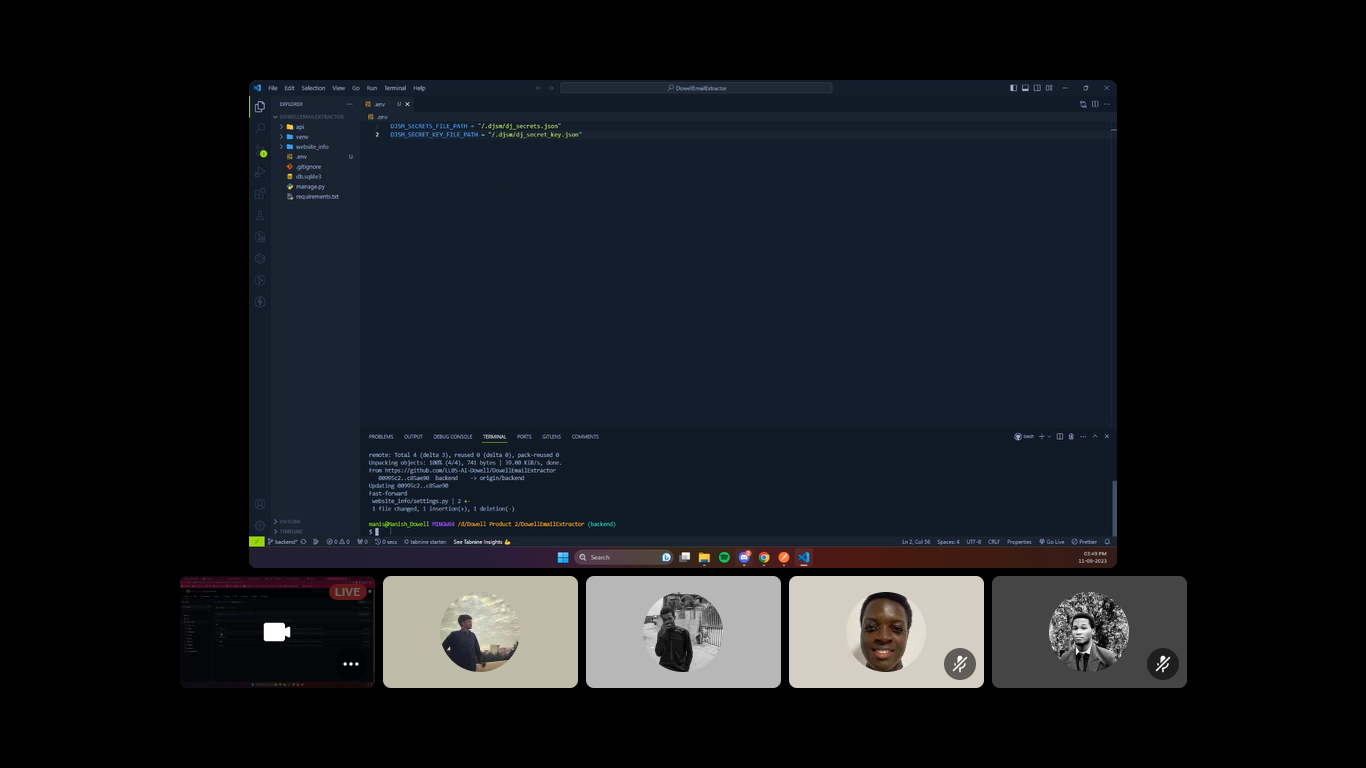 File Edit Selection View Go Run Terminal Help
DowellEmailExtractor
EXPLORER
.env U
DOWELLEMAILEXTRACTOR
.env
api
venv
website_info
.env U
.gitignore
db.sqlite3
manage.py
requirements.txt
DJSM_SECRETS_FILE_PATH = "/.djsm/dj_secrets.json"
2 DJSM_SECRET_KEY_FILE_PATH = "/.djsm/dj_secret_key.json"
PROBLEMS OUTPUT DEBUG CONSOLE TERMINAL PORTS GITLENS COMMENTS
bash
remote: Total 4 (delta 3), reused 0 (delta 0), pack-reused 0
Unpacking objects: 100% (4/4), 741 bytes | 39.00 KiB/s, done.
From https://github.com/LL05-AI-Dowell/DowellEmailExtractor
00995c2..c85ae90 backend -> origin/backend
Updating 00995c2..c85ae90
Fast-forward
website_info/settings.py | 2 +-
1 file changed, 1 insertion(+), 1 deletion(-)
manis@Manish_Dowell MINGW64 /d/Dowell Product 2/DowellEmailExtractor (backend)
$
OUTLINE
TIMELINE
backend* 0 0 0 0 secs tabnine starter: See Tabnine Insights
Ln 2, Col 56 Spaces: 4 UTF-8 CRLF Properties Go Live Prettier
Search
03:49 PM
11-09-2023
LIVE